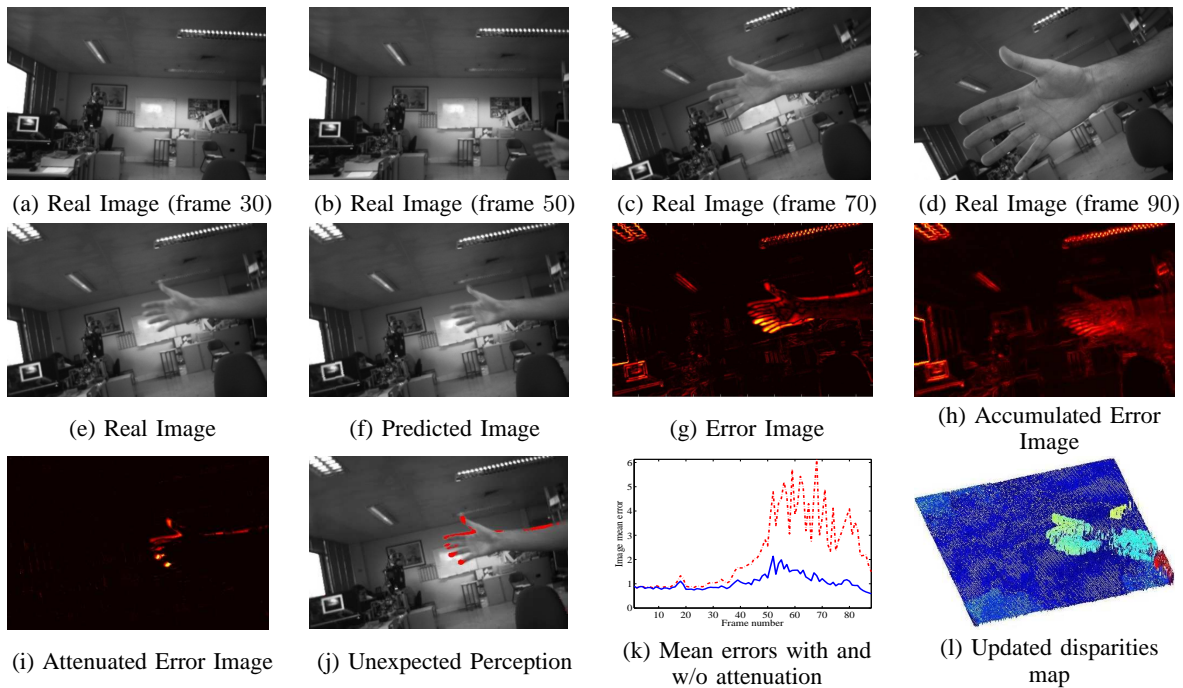 (a) Real Image (frame 30)
(b) Real Image (frame 50)
(c) Real Image (frame 70)
(d) Real Image (frame 90)
(e) Real Image
(f) Predicted Image
(g) Error Image
(h) Accumulated Error
Image
(i) Attenuated Error Image
(j) Unexpected Perception
Image mean error
6
5
4
3
2
1
0
10 20 30 40 50 60 70 80
Frame number
(k) Mean errors with and
w/o attenuation
(l) Updated disparities
map